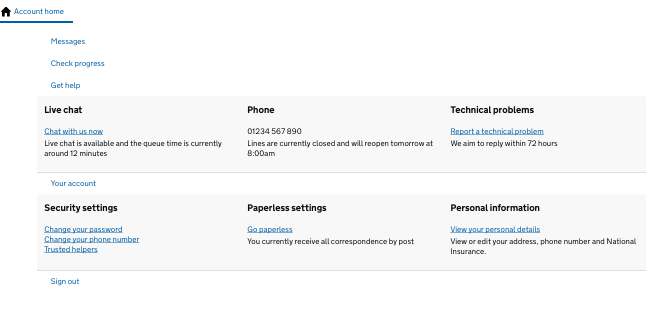 Account home
Messages
Check progress
Get help
Live chat
Chat with us now
Live chat is available and the queue time is currently
around 12 minutes
Phone
01234 567 890
Lines are currently closed and will reopen tomorrow at
8:00am
Technical problems
Report a technical problem
We aim to reply within 72 hours
Your account
Security settings
Change your password
Change your phone number
Trusted helpers
Paperless settings
Go paperless
You currently receive all correspondence by post
Personal information
View your personal details
View or edit your address, phone number and National
Insurance.
Sign out